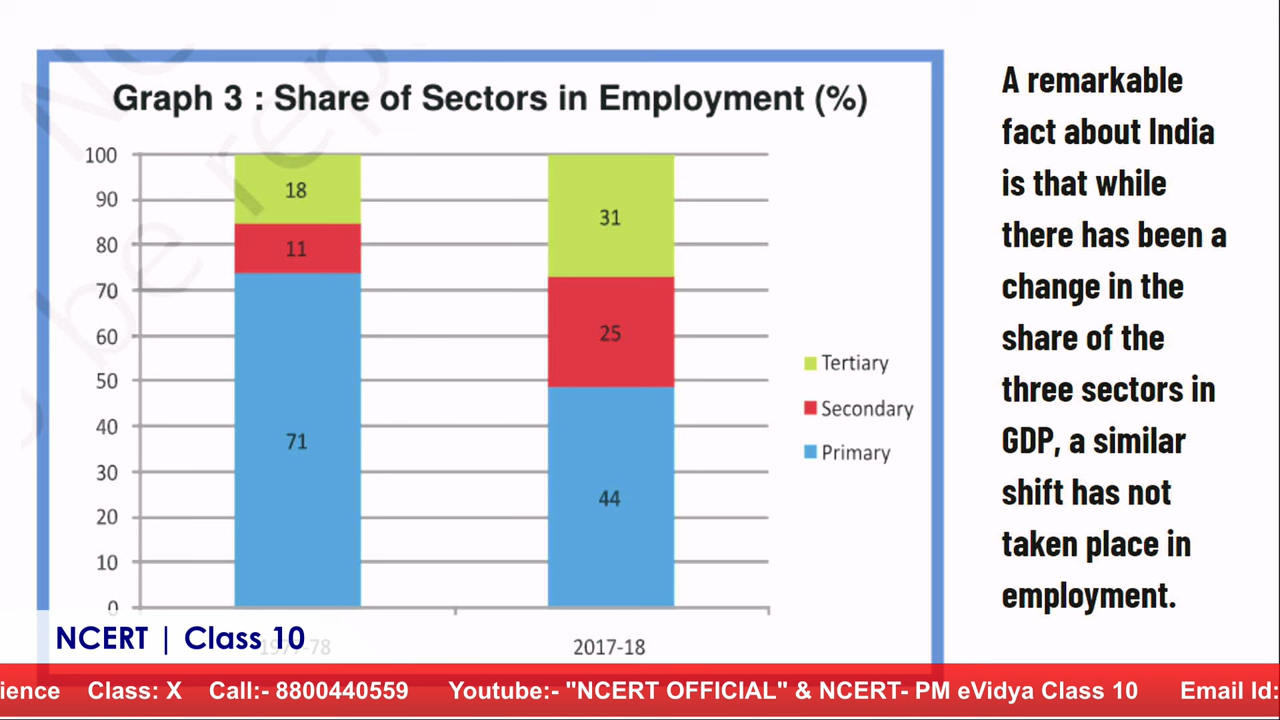 Graph 3 : Share of Sectors in Employment (%)
100
90
80
70
60
50
40
30
20
10
0
18
11
71
31
25
44
1977-78
2017-18
Tertiary
Secondary
Primary
A remarkable
fact about India
is that while
there has been a
change in the
share of the
three sectors in
GDP, a similar
shift has not
taken place in
employment.
NCERT | Class 10
ience Class: X Call:- 8800440559 Youtube:- "NCERT OFFICIAL" & NCERT- PM eVidya Class 10 Email Id: